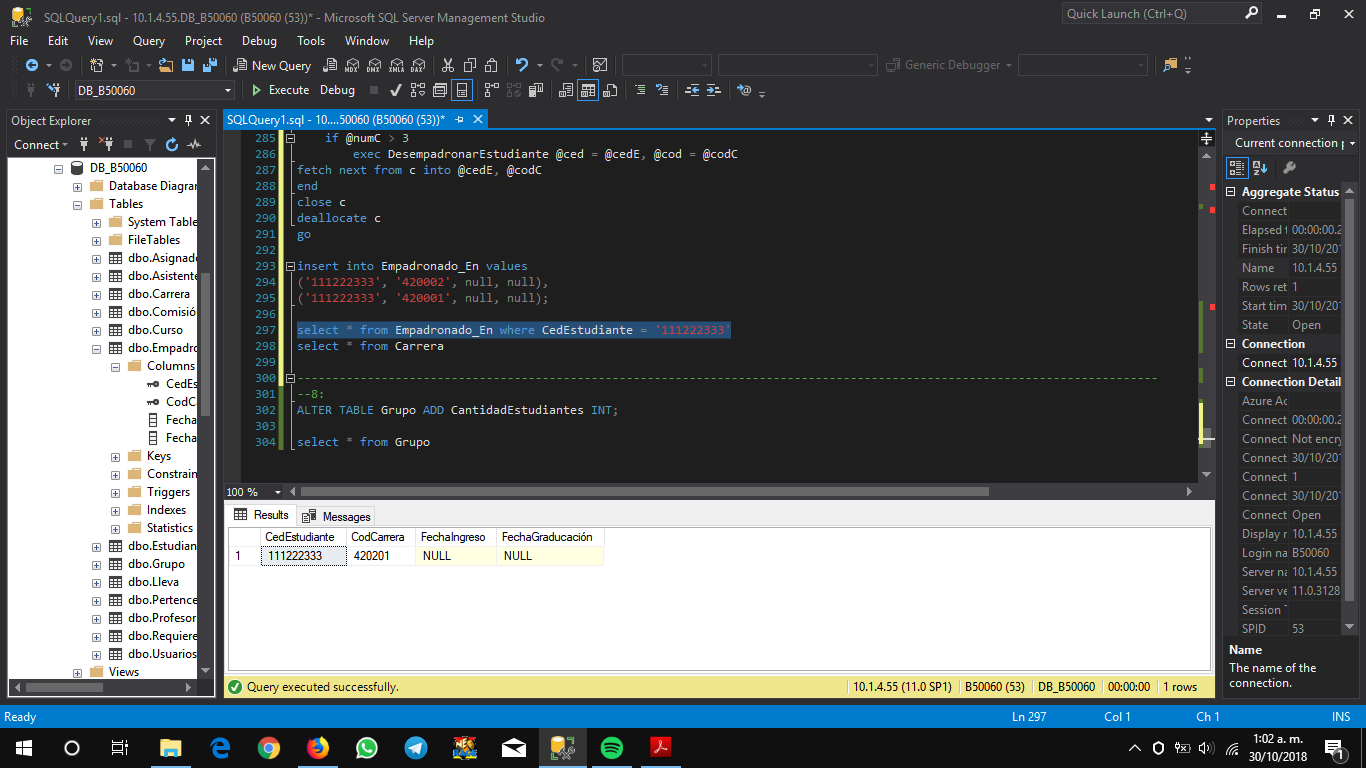 SQLQuery1.sql - 10.1.4.55.DB_B50060 (B50060 (53))* - Microsoft SQL Server Management Studio
Quick Launch (Ctrl+Q)
File Edit View Query Project Debug Tools Window Help
New Query MDX DMX XMLA DAX Generic Debugger
DB_B50060 Execute Debug
Object Explorer
Connect
DB_B50060
Database Diagrar
Tables
System Table
FileTables
dbo.Asignado
dbo.Asistente
dbo.Carrera
dbo.Comisió
dbo.Curso
dbo.Empadro
Columns
CedEs
CodC
Fecha
Fecha
Keys
Constrain
Triggers
Indexes
Statistics
dbo.Estudian
dbo.Grupo
dbo.Lleva
dbo.Pertence
dbo.Profesor
dbo.Requiere
dbo.Usuarios
Views
SQLQuery1.sql - 10....50060 (B50060 (53))*
285 if @numC > 3
286 exec DesempadronarEstudiante @ced = @cedE, @cod = @codC
287 fetch next from c into @cedE, @codC
288 end
289 close c
290 deallocate c
291 go
292
293 insert into Empadronado_En values
294 ('111222333', '420002', null, null),
295 ('111222333', '420001', null, null);
296
297 select * from Empadronado_En where CedEstudiante = '111222333'
298 select * from Carrera
299
300 ---------------------------------------------------------------------------------------------------------------------------
301 --8:
302 ALTER TABLE Grupo ADD CantidadEstudiantes INT;
303
304 select * from Grupo
100 %
Results Messages
CedEstudiante CodCarrera FechaIngreso FechaGraducación
1 111222333 420201 NULL NULL
Query executed successfully. 10.1.4.55 (11.0 SP1) B50060 (53) DB_B50060 00:00:00 1 rows
Properties
Current connection p
Aggregate Status
Connect
Elapsed t 00:00:00.2
Finish tir 30/10/201
Name 10.1.4.55
Rows ret 1
Start tim 30/10/201
State Open
Connection
Connect 10.1.4.55
Connection Detail
Azure Ac
Connect 00:00:00.2
Connect Not encry
Connect 30/10/201
Connect 1
Connect 30/10/201
Connect Open
Display r 10.1.4.55
Login na B50060
Server na 10.1.4.55
Server ve 11.0.3128
Session
SPID 53
Name
The name of the
connection.
Ready Ln 297 Col 1 Ch 1 INS
1:02 a. m.
30/10/2018
1